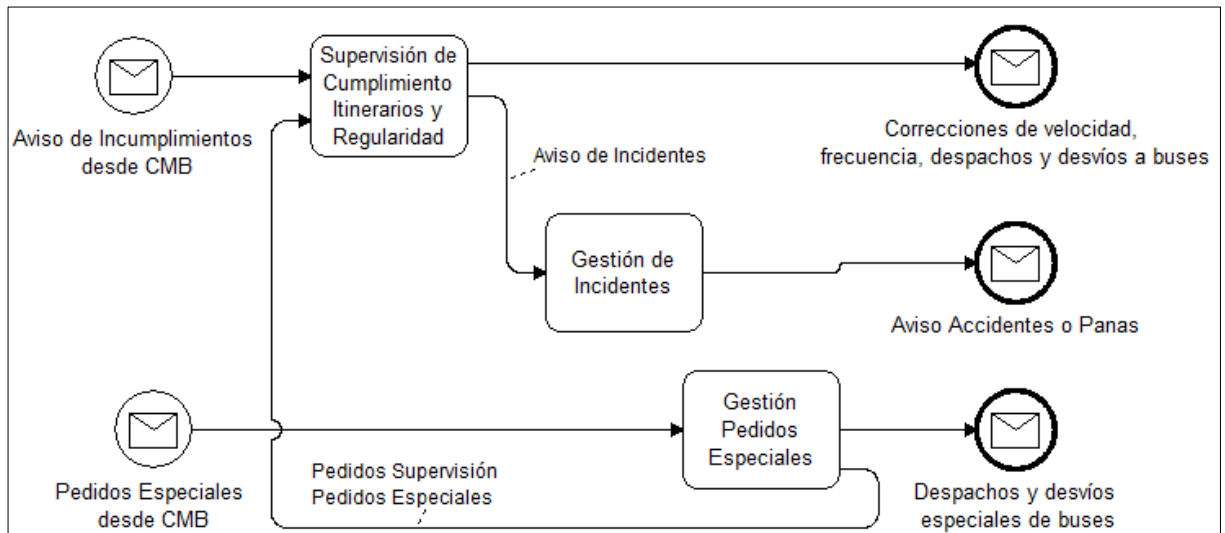 Aviso de Incumplimientos
desde CMB
Supervisión de
Cumplimiento
Itinerarios y
Regularidad
Correcciones de velocidad,
frecuencia, despachos y desvíos a buses
Aviso de Incidentes
Gestión de
Incidentes
Aviso Accidentes o Panas
Pedidos Especiales
desde CMB
Gestión
Pedidos
Especiales
Pedidos Supervisión
Pedidos Especiales
Despachos y desvíos
especiales de buses